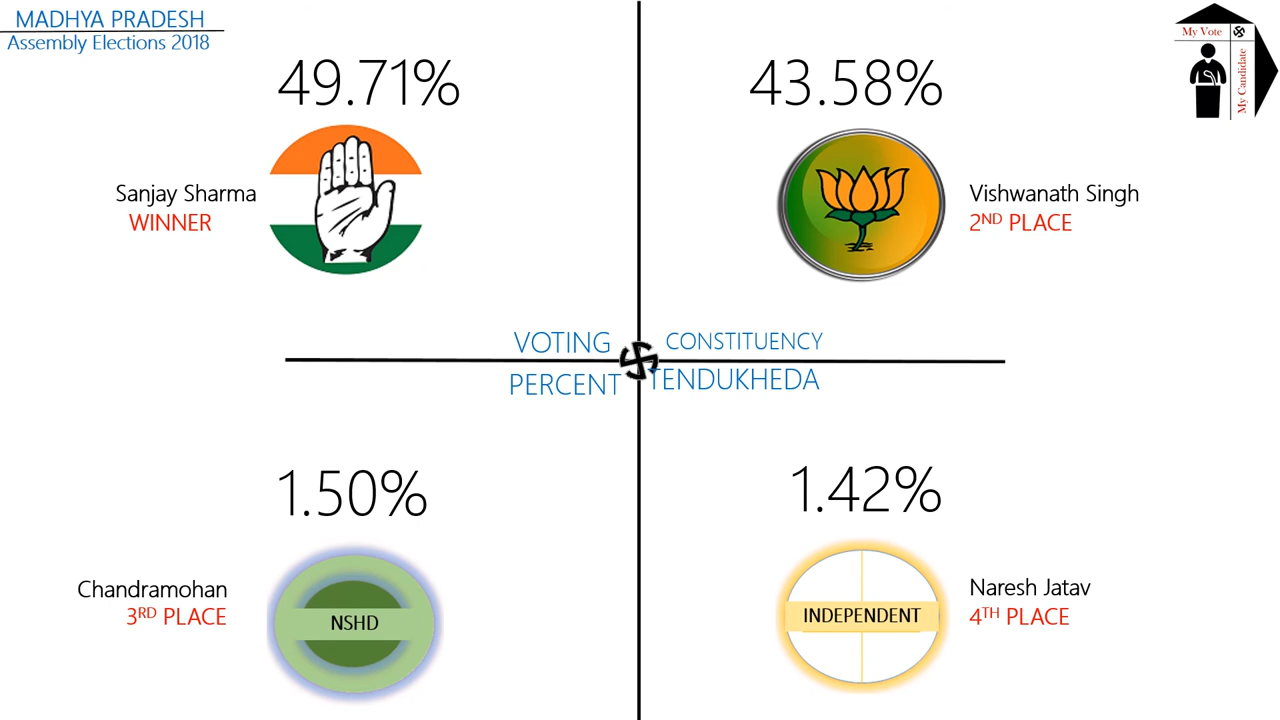 MADHYA PRADESH
Assembly Elections 2018
My Vote
My Candidate
49.71%
Sanjay Sharma
WINNER
43.58%
Vishwanath Singh
2ND PLACE
VOTING
PERCENT
CONSTITUENCY
TENDUKHEDA
1.50%
Chandramohan
3RD PLACE
NSHD
1.42%
INDEPENDENT
Naresh Jatav
4TH PLACE